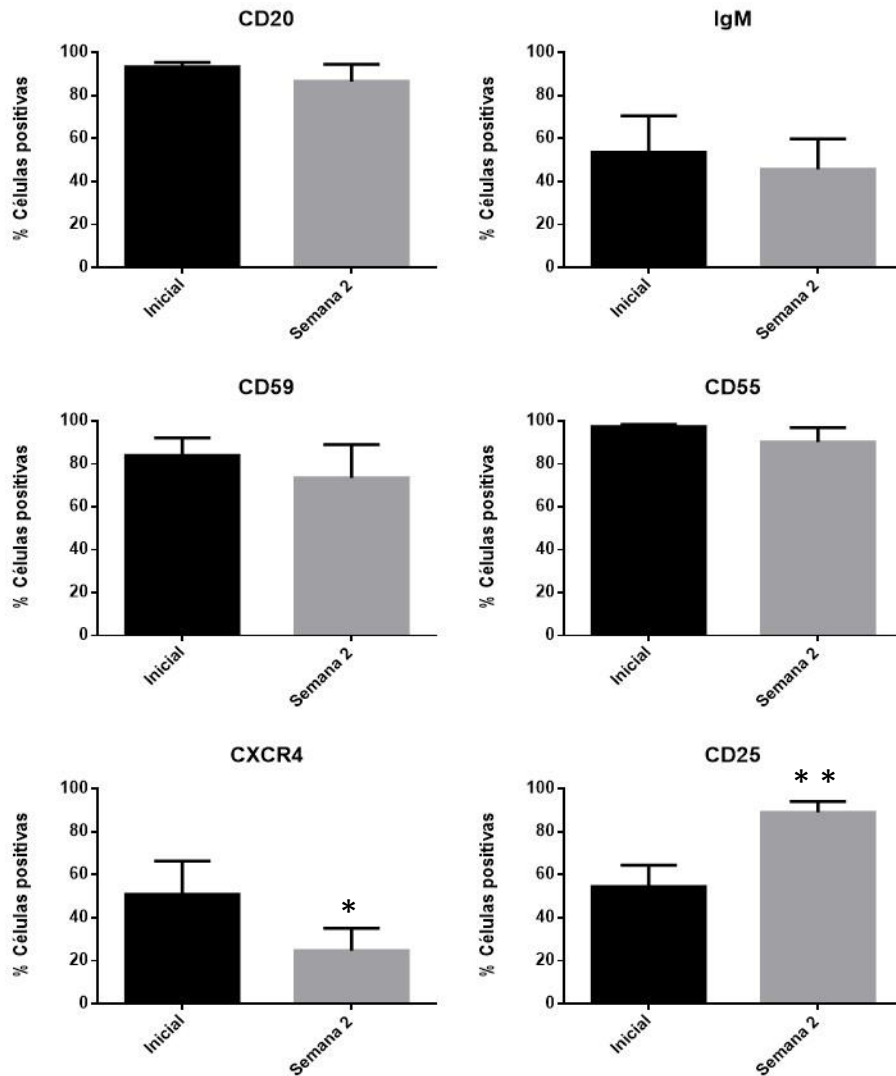 CD20
% Células positivas
100
80
60
40
20
0
Inicial
Semana 2
IgM
% Células positivas
100
80
60
40
20
0
Inicial
Semana 2
CD59
% Células positivas
100
80
60
40
20
0
Inicial
Semana 2
CD55
% Células positivas
100
80
60
40
20
0
Inicial
Semana 2
CXCR4
% Células positivas
100
80
60
40
20
0
*
Inicial
Semana 2
CD25
% Células positivas
100
80
60
40
20
0
* *
Inicial
Semana 2